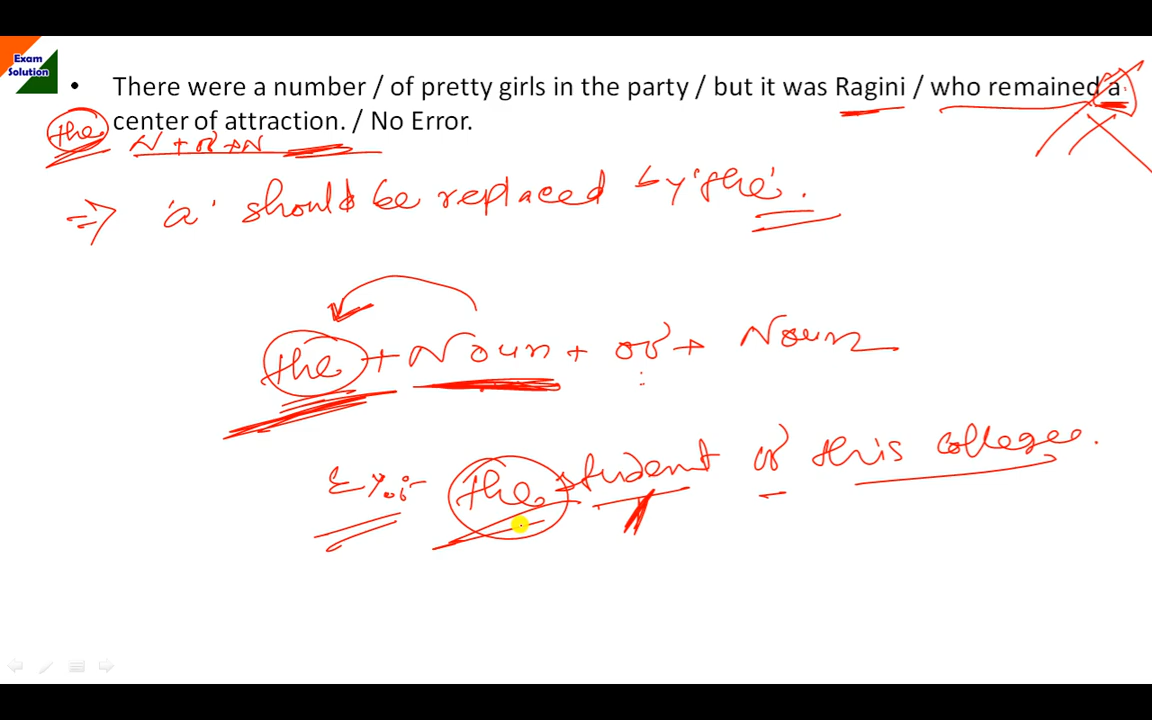 Exam
Solution
• There were a number / of pretty girls in the party / but it was Ragini / who remained a
center of attraction. / No Error.
the N + of + N
⇒ 'a' should be replaced by 'the'.
the + Noun + of + Noun
Ex:- the student of this college.